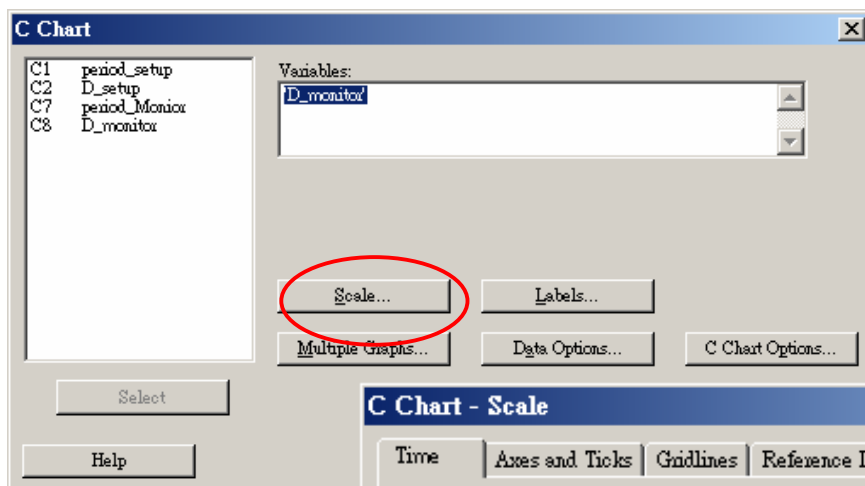 C Chart
C1 period_setup
C2 D_setup
C7 period_Monior
C8 D_monitor
Variables:
'D_monitor'
Scale... Labels...
Multiple Graphs... Data Options... C Chart Options...
Select
Help
C Chart - Scale
Time Axes and Ticks Gridlines Reference